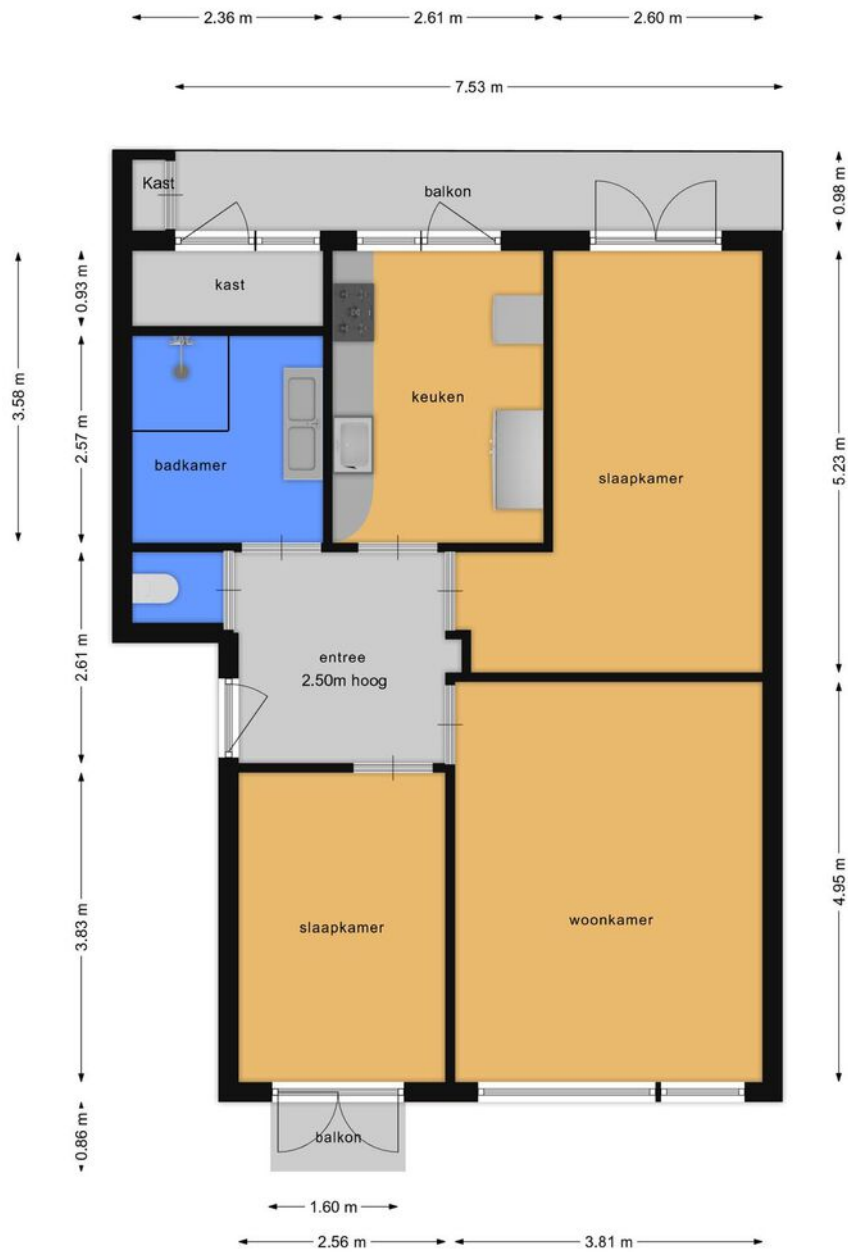 2.36 m
2.61 m
2.60 m
7.53 m
Kast
balkon
0.98 m
kast
0.93 m
3.58 m
keuken
2.57 m
badkamer
slaapkamer
5.23 m
entree
2.50m hoog
2.61 m
slaapkamer
woonkamer
3.83 m
4.95 m
balkon
0.86 m
1.60 m
2.56 m
3.81 m